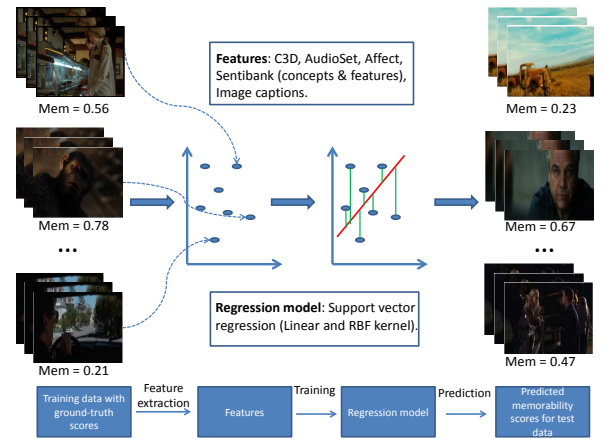 Features: C3D, AudioSet, Affect,
Sentibank (concepts & features),
Image captions.
Mem = 0.56
Mem = 0.23
Mem = 0.78
Mem = 0.67
...
...
Regression model: Support vector
regression (Linear and RBF kernel).
Mem = 0.21
Mem = 0.47
Training data with
ground-truth
scores
Feature
extraction
Features
Training
Regression model
Prediction
Predicted
memorability
scores for test
data